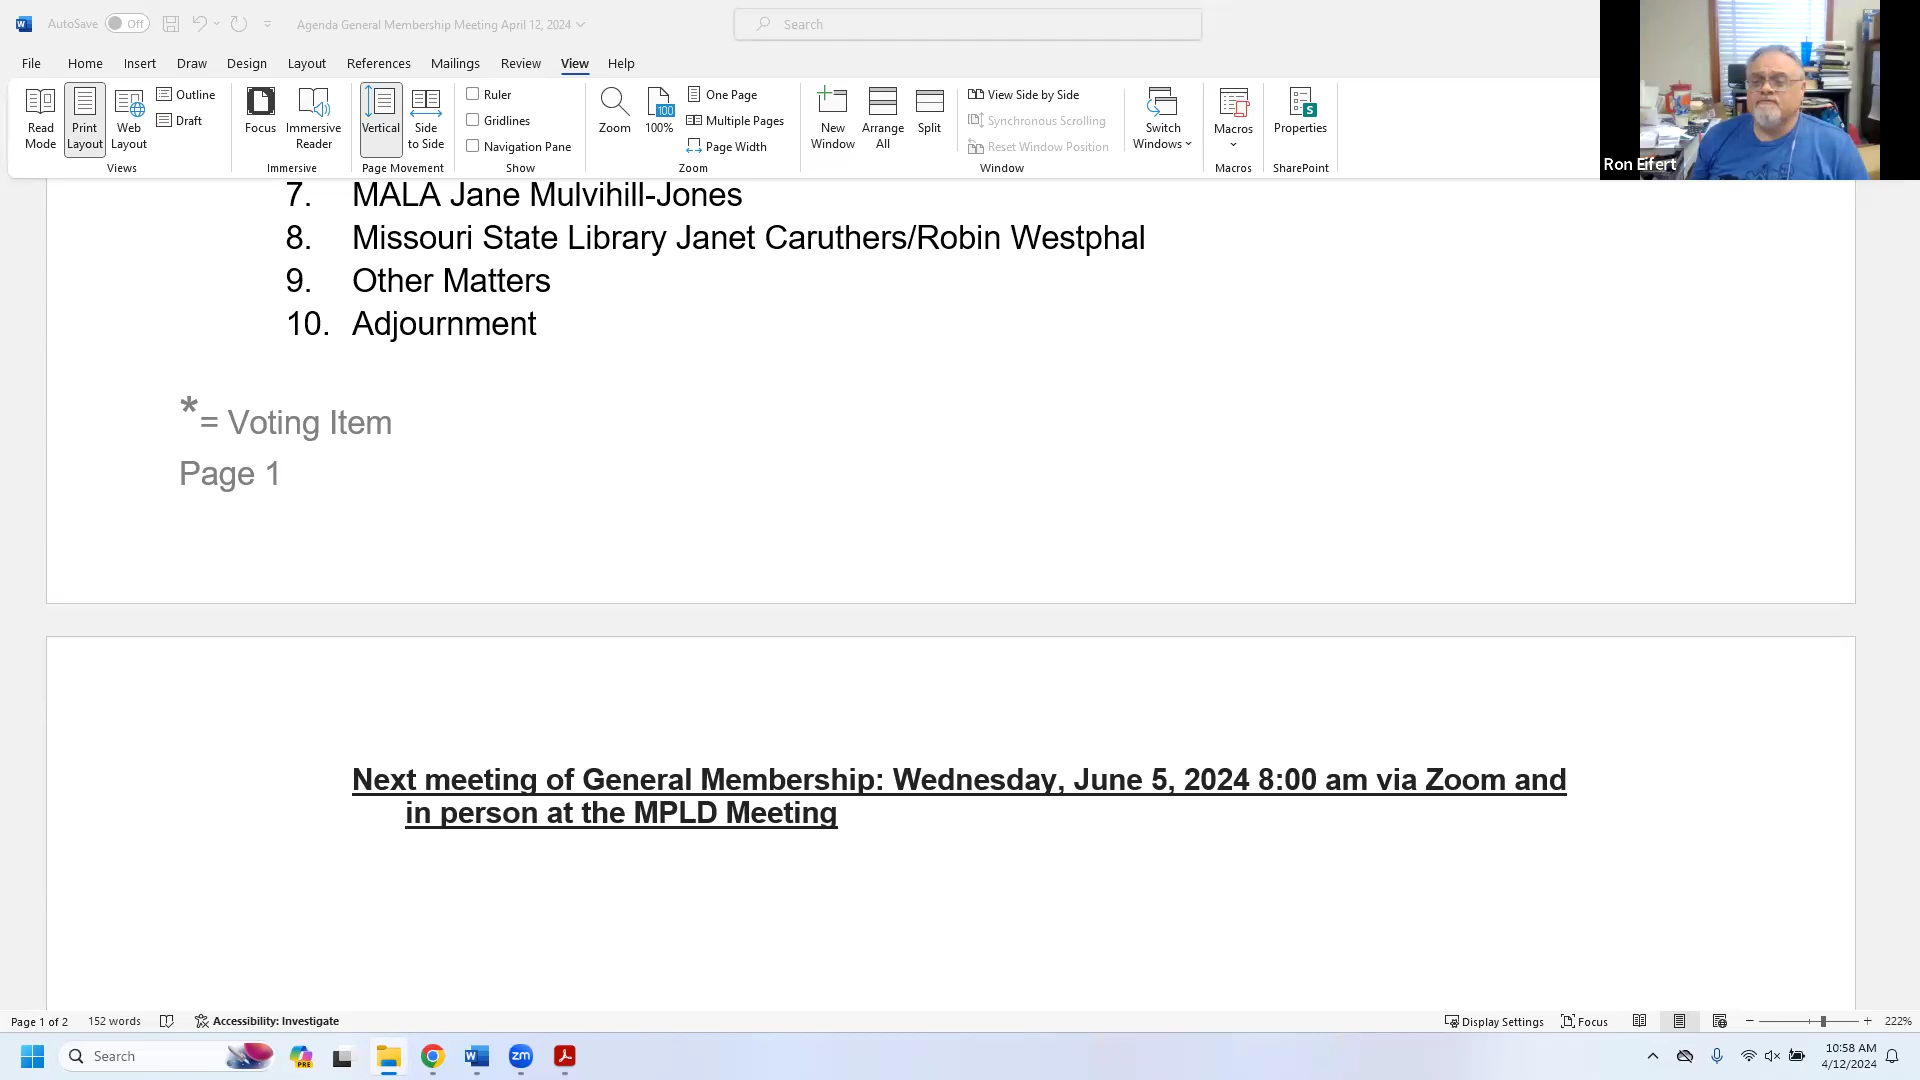 AutoSave Off Agenda General Membership Meeting April 12, 2024 Search
File Home Insert Draw Design Layout References Mailings Review View Help
Read Mode
Print Layout
Web Layout
Outline
Draft
Views
Focus
Immersive Reader
Immersive
Vertical
Side to Side
Page Movement
Ruler
Gridlines
Navigation Pane
Show
Zoom
100
100%
One Page
Multiple Pages
Page Width
Zoom
New Window
Arrange All
Split
View Side by Side
Synchronous Scrolling
Reset Window Position
Window
Switch Windows
Macros
Macros
S
Properties
SharePoint
Ron Eifert
7. MALA Jane Mulvihill-Jones
8. Missouri State Library Janet Caruthers/Robin Westphal
9. Other Matters
10. Adjournment
*= Voting Item
Page 1
Next meeting of General Membership: Wednesday, June 5, 2024 8:00 am via Zoom and
in person at the MPLD Meeting
Page 1 of 2 152 words Accessibility: Investigate Display Settings Focus 222%
Search PRE W zm 10:58 AM
4/12/2024